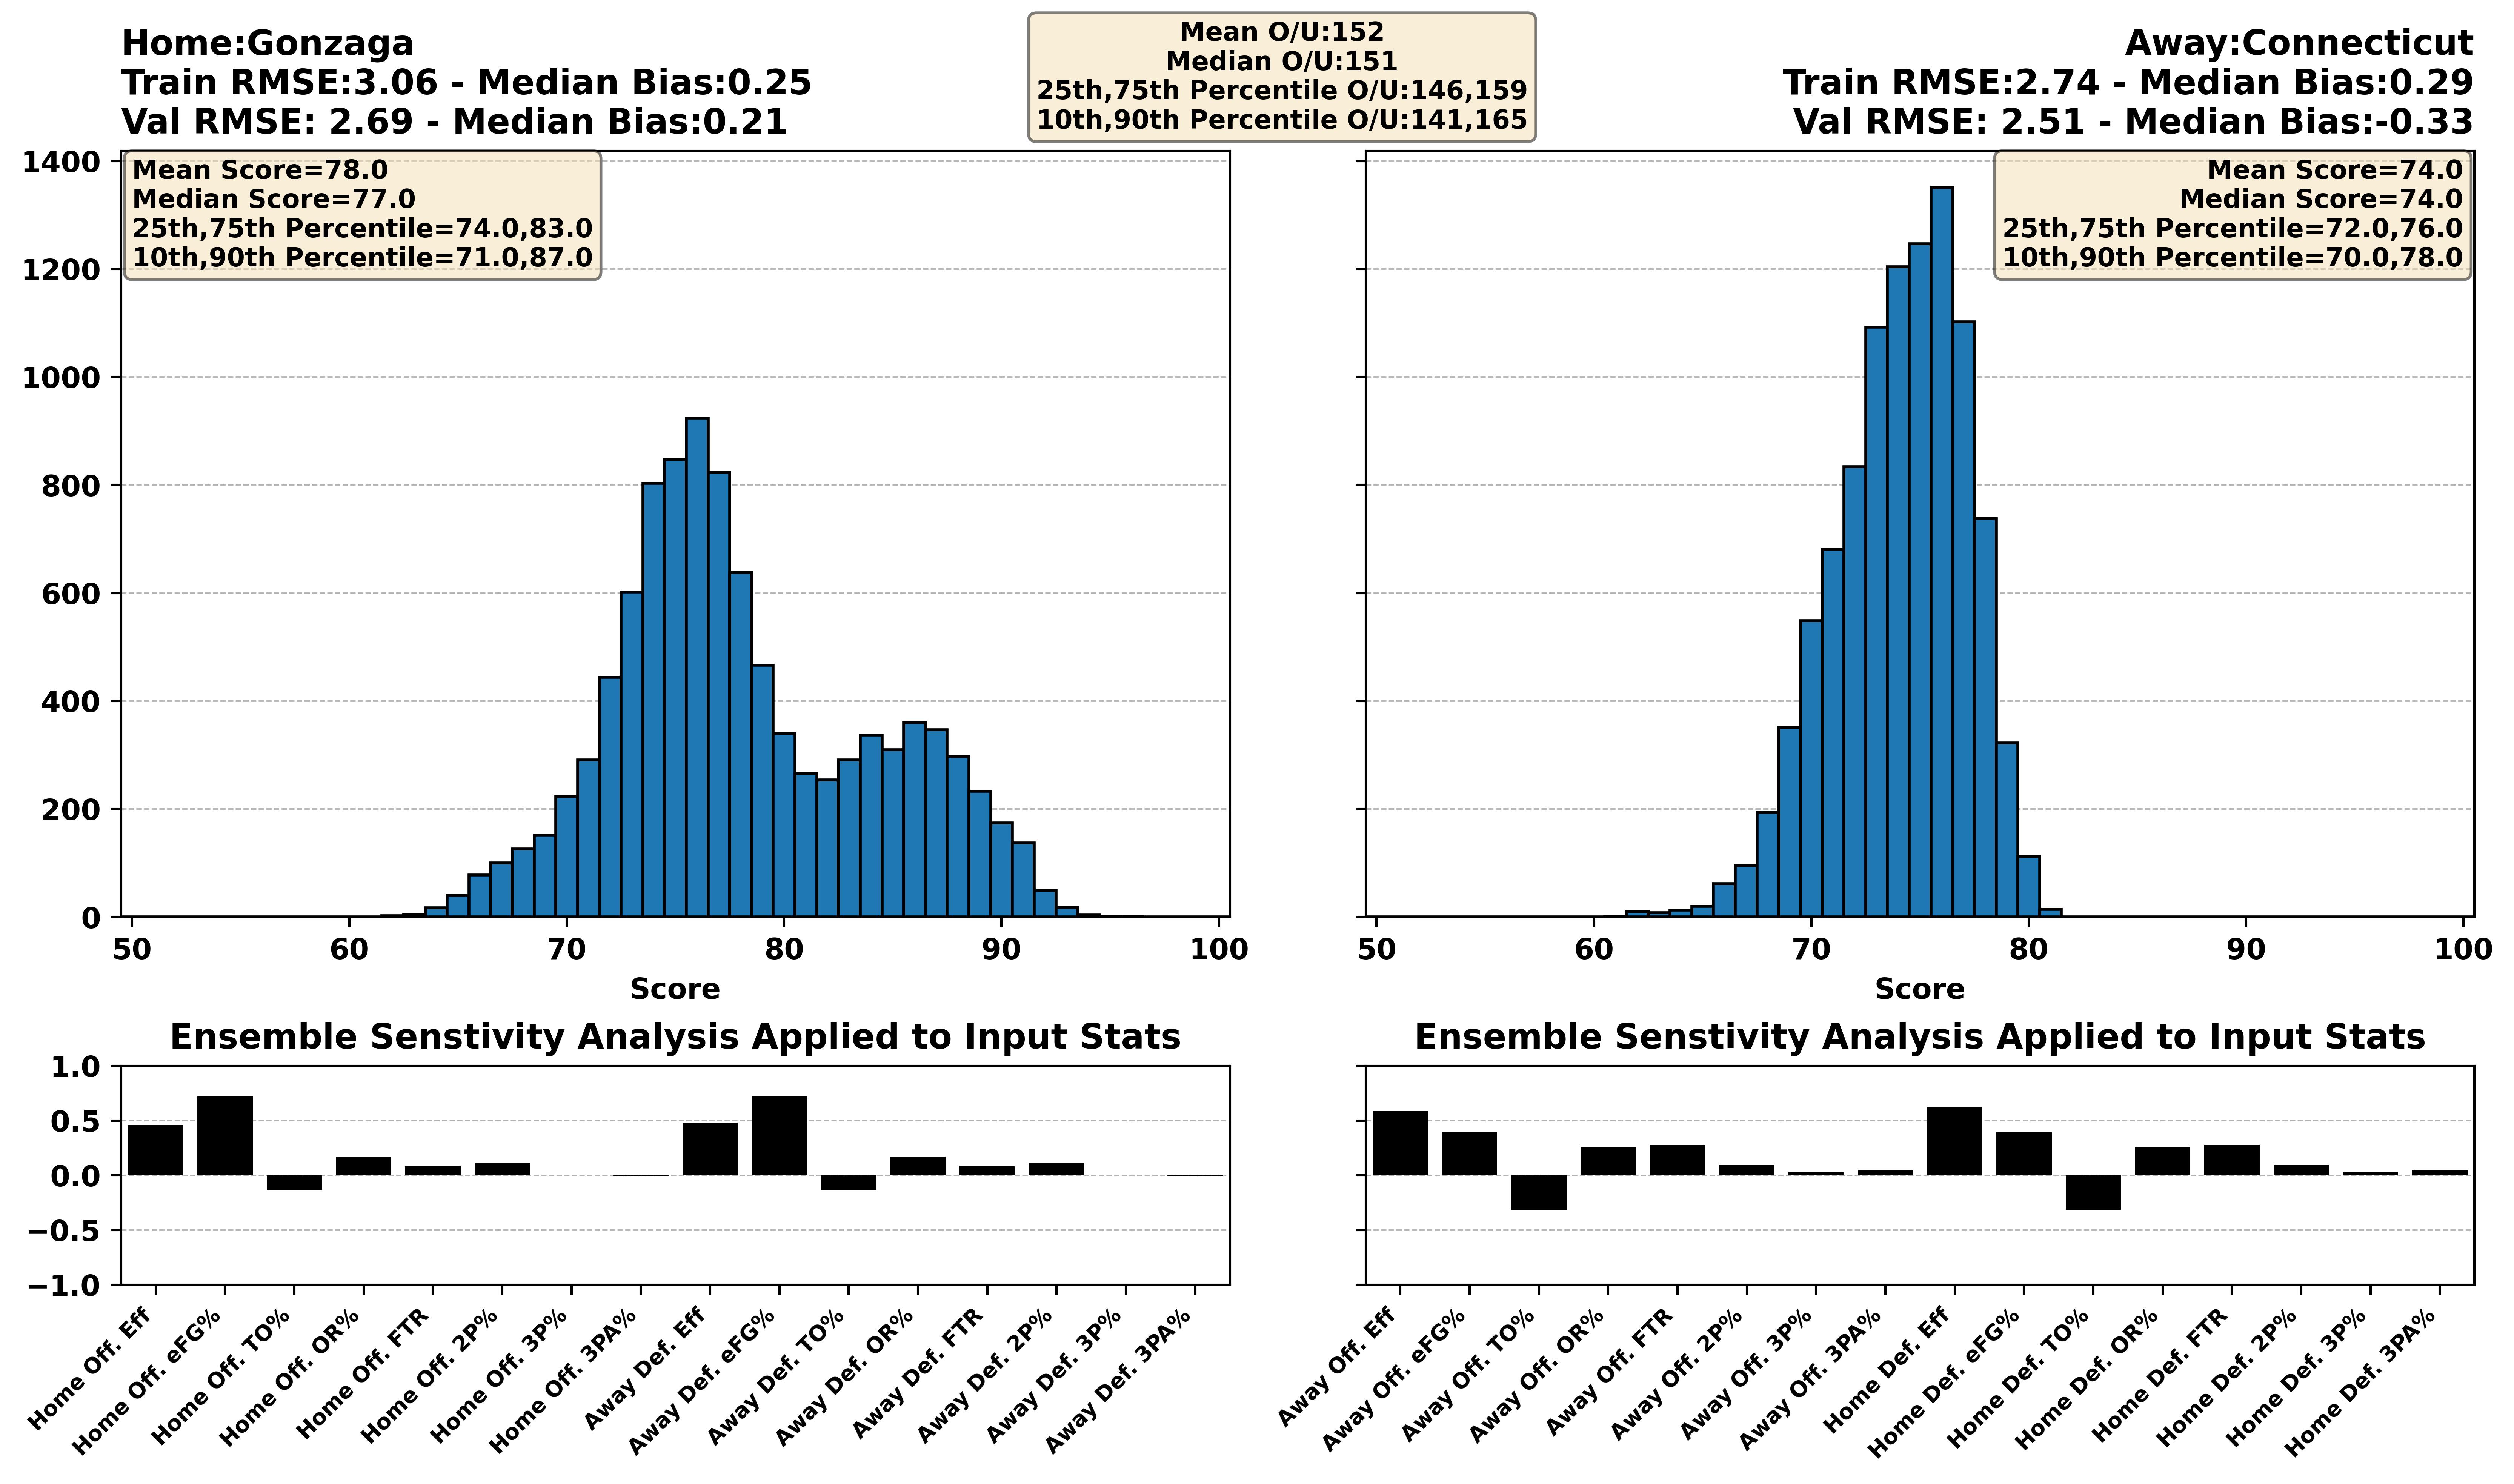 Home:Gonzaga
Train RMSE:3.06 - Median Bias:0.25
Val RMSE: 2.69 - Median Bias:0.21
Mean O/U:152
Median O/U:151
25th,75th Percentile O/U:146,159
10th,90th Percentile O/U:141,165
Away:Connecticut
Train RMSE:2.74 - Median Bias:0.29
Val RMSE: 2.51 - Median Bias:-0.33
Mean Score=78.0
Median Score=77.0
25th,75th Percentile=74.0,83.0
10th,90th Percentile=71.0,87.0
Mean Score=74.0
Median Score=74.0
25th,75th Percentile=72.0,76.0
10th,90th Percentile=70.0,78.0
1400
1200
1000
800
600
400
200
0
50 60 70 80 90 100
Score
50 60 70 80 90 100
Score
Ensemble Senstivity Analysis Applied to Input Stats
1.0
0.5
0.0
−0.5
−1.0
Home Off. Eff
Home Off. eFG%
Home Off. TO%
Home Off. OR%
Home Off. FTR
Home Off. 2P%
Home Off. 3P%
Home Off. 3PA%
Away Def. Eff
Away Def. eFG%
Away Def. TO%
Away Def. OR%
Away Def. FTR
Away Def. 2P%
Away Def. 3P%
Away Def. 3PA%
Ensemble Senstivity Analysis Applied to Input Stats
Away Off. Eff
Away Off. eFG%
Away Off. TO%
Away Off. OR%
Away Off. FTR
Away Off. 2P%
Away Off. 3P%
Away Off. 3PA%
Home Def. Eff
Home Def. eFG%
Home Def. TO%
Home Def. OR%
Home Def. FTR
Home Def. 2P%
Home Def. 3P%
Home Def. 3PA%